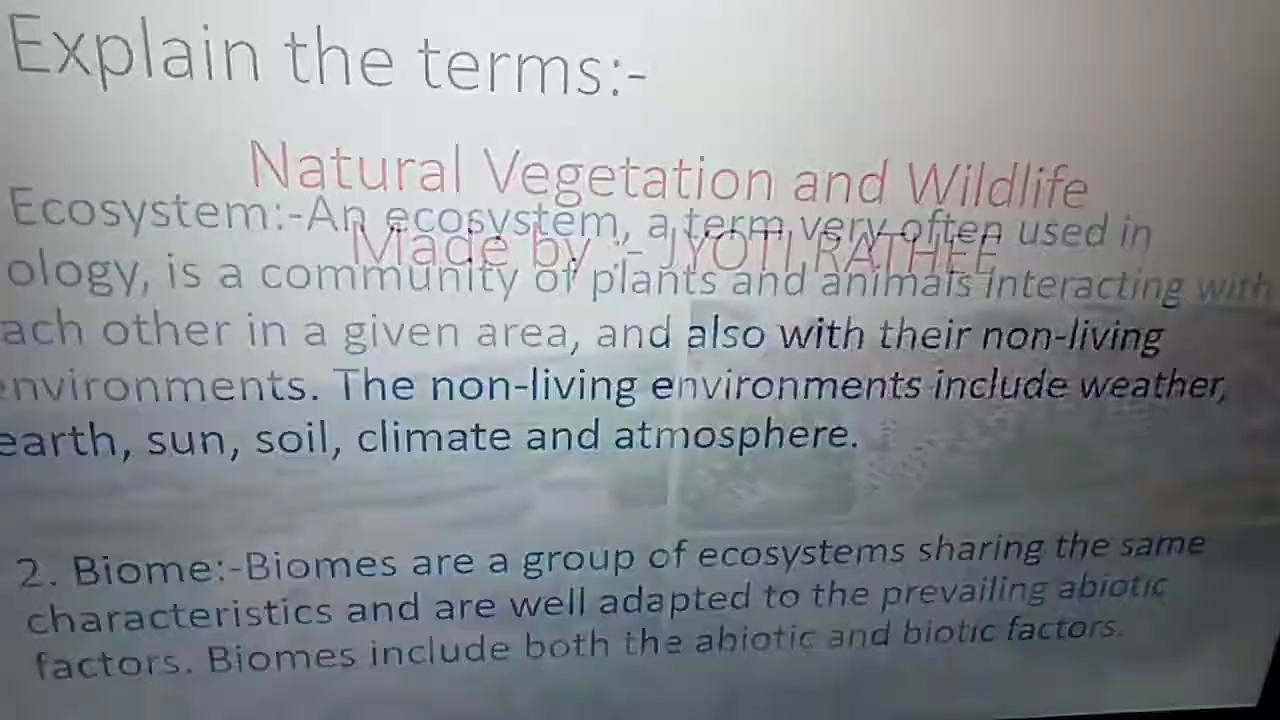 Explain the terms:-
Natural Vegetation and Wildlife
Ecosystem:-An ecosystem, a term very often used in
Made by :- JYOTI RATHEE
ology, is a community of plants and animals interacting with
ach other in a given area, and also with their non-living
nvironments. The non-living environments include weather,
earth, sun, soil, climate and atmosphere.
2. Biome:-Biomes are a group of ecosystems sharing the same
characteristics and are well adapted to the prevailing abiotic
factors. Biomes include both the abiotic and biotic factors.